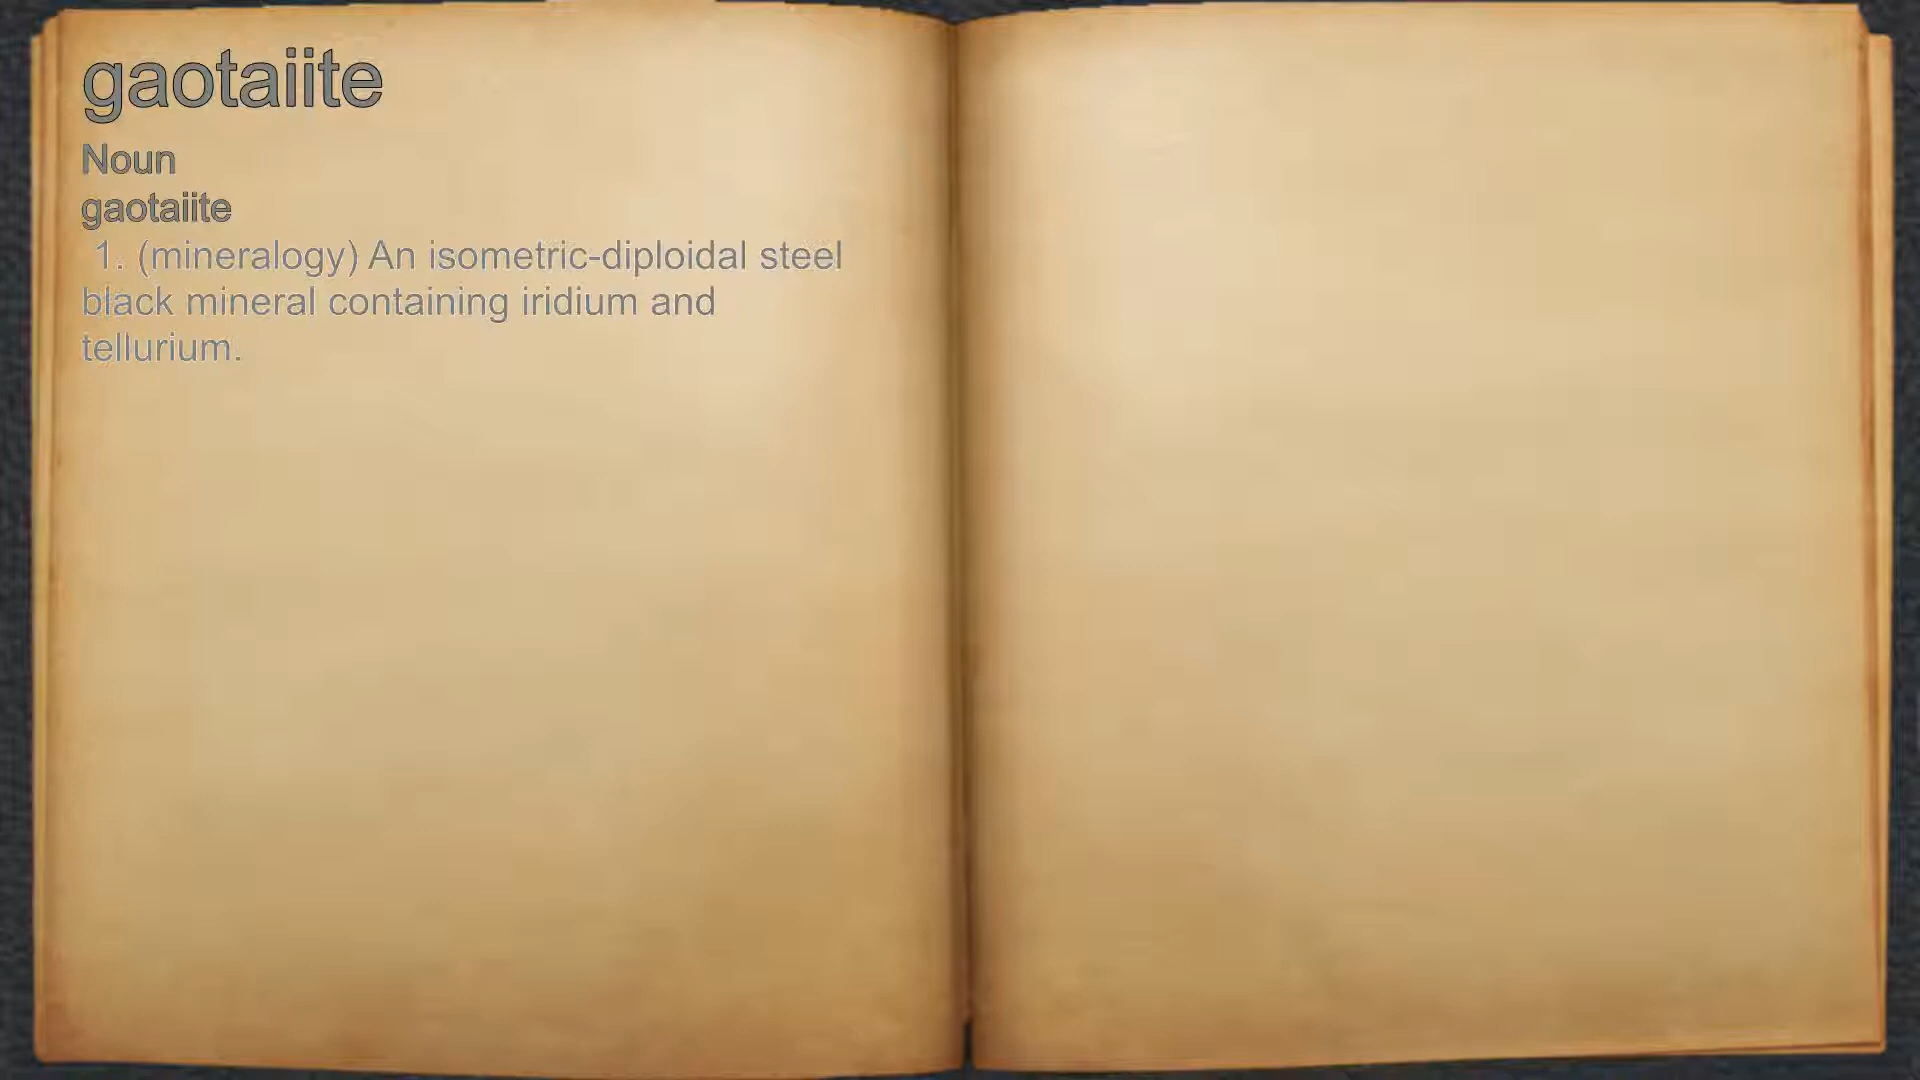 gaotaiite
Noun
gaotaiite
1. (mineralogy) An isometric-diploidal steel
black mineral containing iridium and
tellurium.